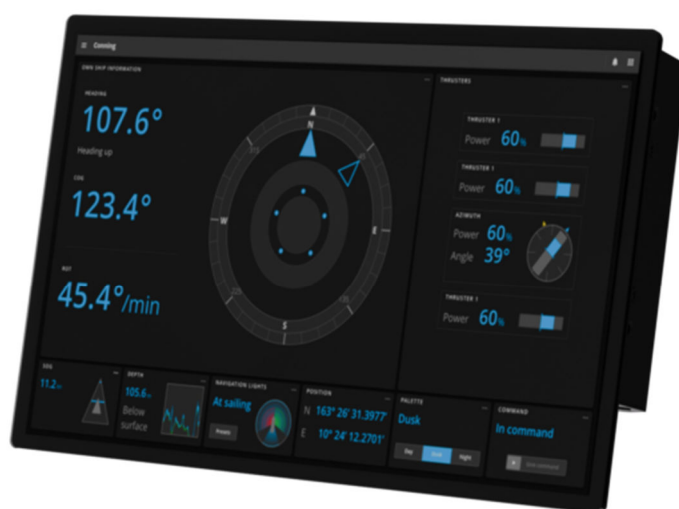 Conning
OWN SHIP INFORMATION
HEADING
107.6°
Heading up
COG
123.4°
ROT
45.4°/min
N
E
S
W
THRUSTERS
THRUSTER 1
Power 60%
THRUSTER 1
Power 60%
AZIMUTH
Power 60%
Angle 39°
THRUSTER 1
Power 60%
SOG
11.2
DEPTH
105.6
Below
surface
NAVIGATION LIGHTS
At sailing
Presets
POSITION
N 163° 26' 31.3977'
E 10° 24' 12.2701'
PALETTE
Dusk
Day Dusk Night
COMMAND
In command